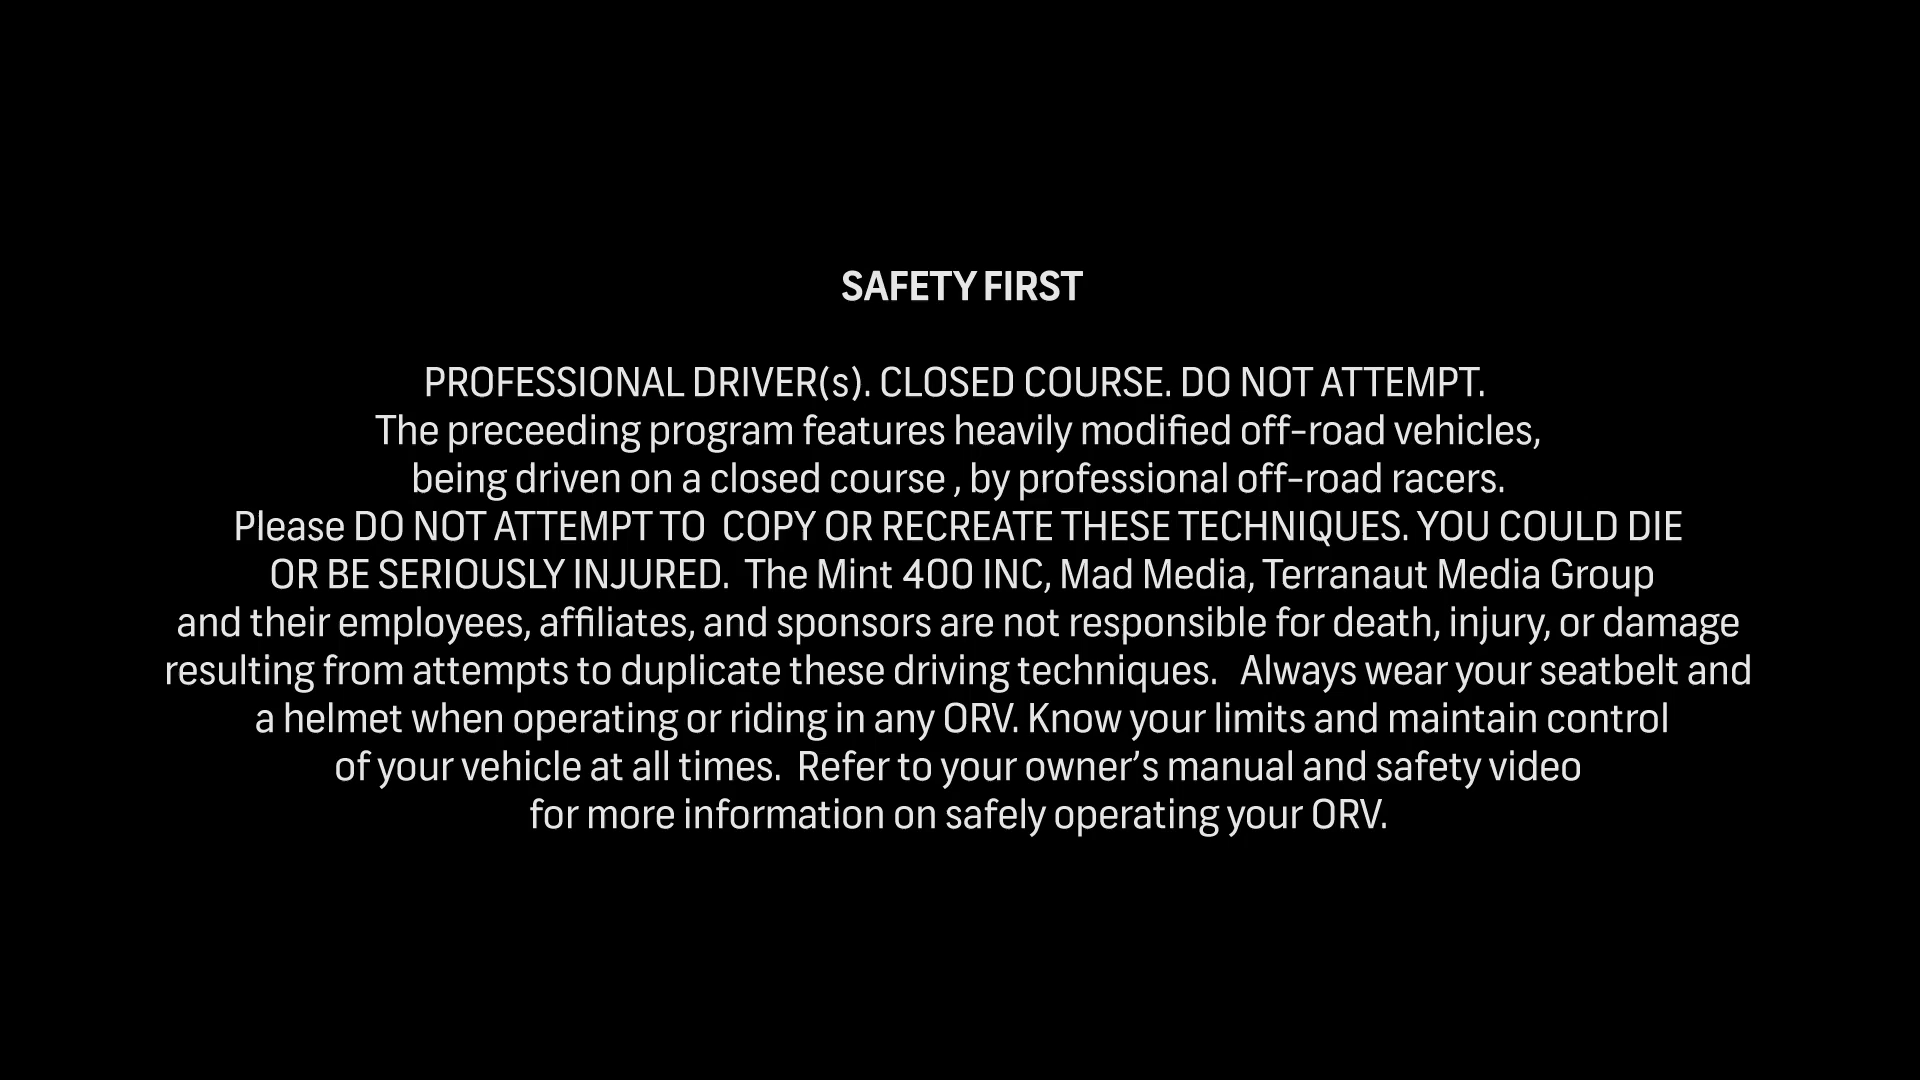 SAFETY FIRST
PROFESSIONAL DRIVER(s). CLOSED COURSE. DO NOT ATTEMPT.
The preceeding program features heavily modified off-road vehicles,
being driven on a closed course , by professional off-road racers.
Please DO NOT ATTEMPT TO  COPY OR RECREATE THESE TECHNIQUES. YOU COULD DIE
OR BE SERIOUSLY INJURED.  The Mint 400 INC, Mad Media, Terranaut Media Group
and their employees, affiliates, and sponsors are not responsible for death, injury, or damage
resulting from attempts to duplicate these driving techniques.   Always wear your seatbelt and
a helmet when operating or riding in any ORV. Know your limits and maintain control
of your vehicle at all times.  Refer to your owner’s manual and safety video
for more information on safely operating your ORV.